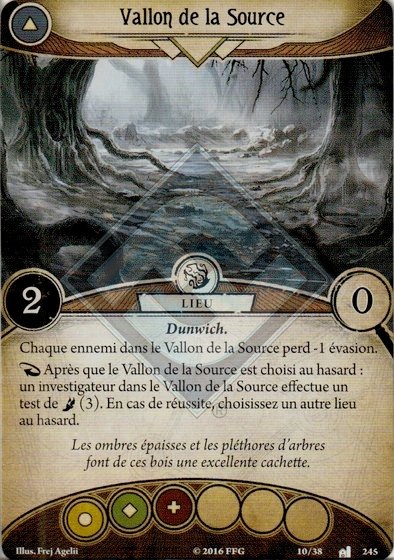 Vallon de la Source
2
LIEU
0
Dunwich.
Chaque ennemi dans le Vallon de la Source perd -1 évasion.
Après que le Vallon de la Source est choisi au hasard :
un investigateur dans le Vallon de la Source effectue un
test de (3). En cas de réussite, choisissez un autre lieu
au hasard.
Les ombres épaisses et les pléthores d'arbres
font de ces bois une excellente cachette.
Illus. Frej Agelii © 2016 FFG 10/38 245